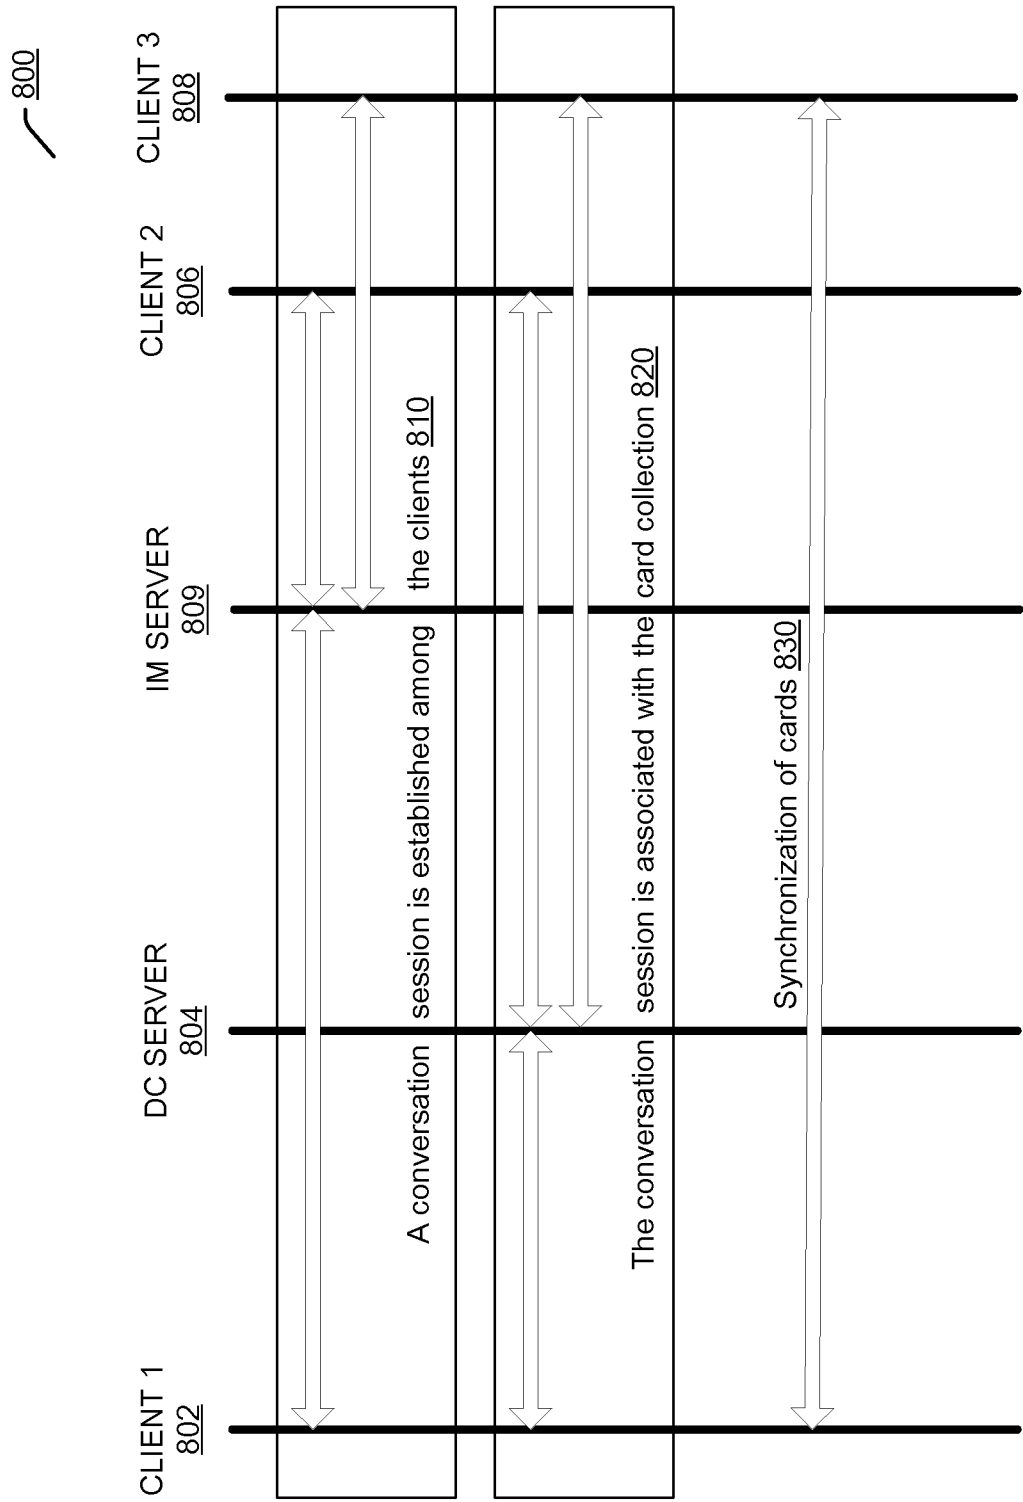 800
CLIENT 1
802
DC SERVER
804
IM SERVER
809
CLIENT 2
806
CLIENT 3
808
A conversation session is established among the clients 810
The conversation session is associated with the card collection 820
Synchronization of cards 830